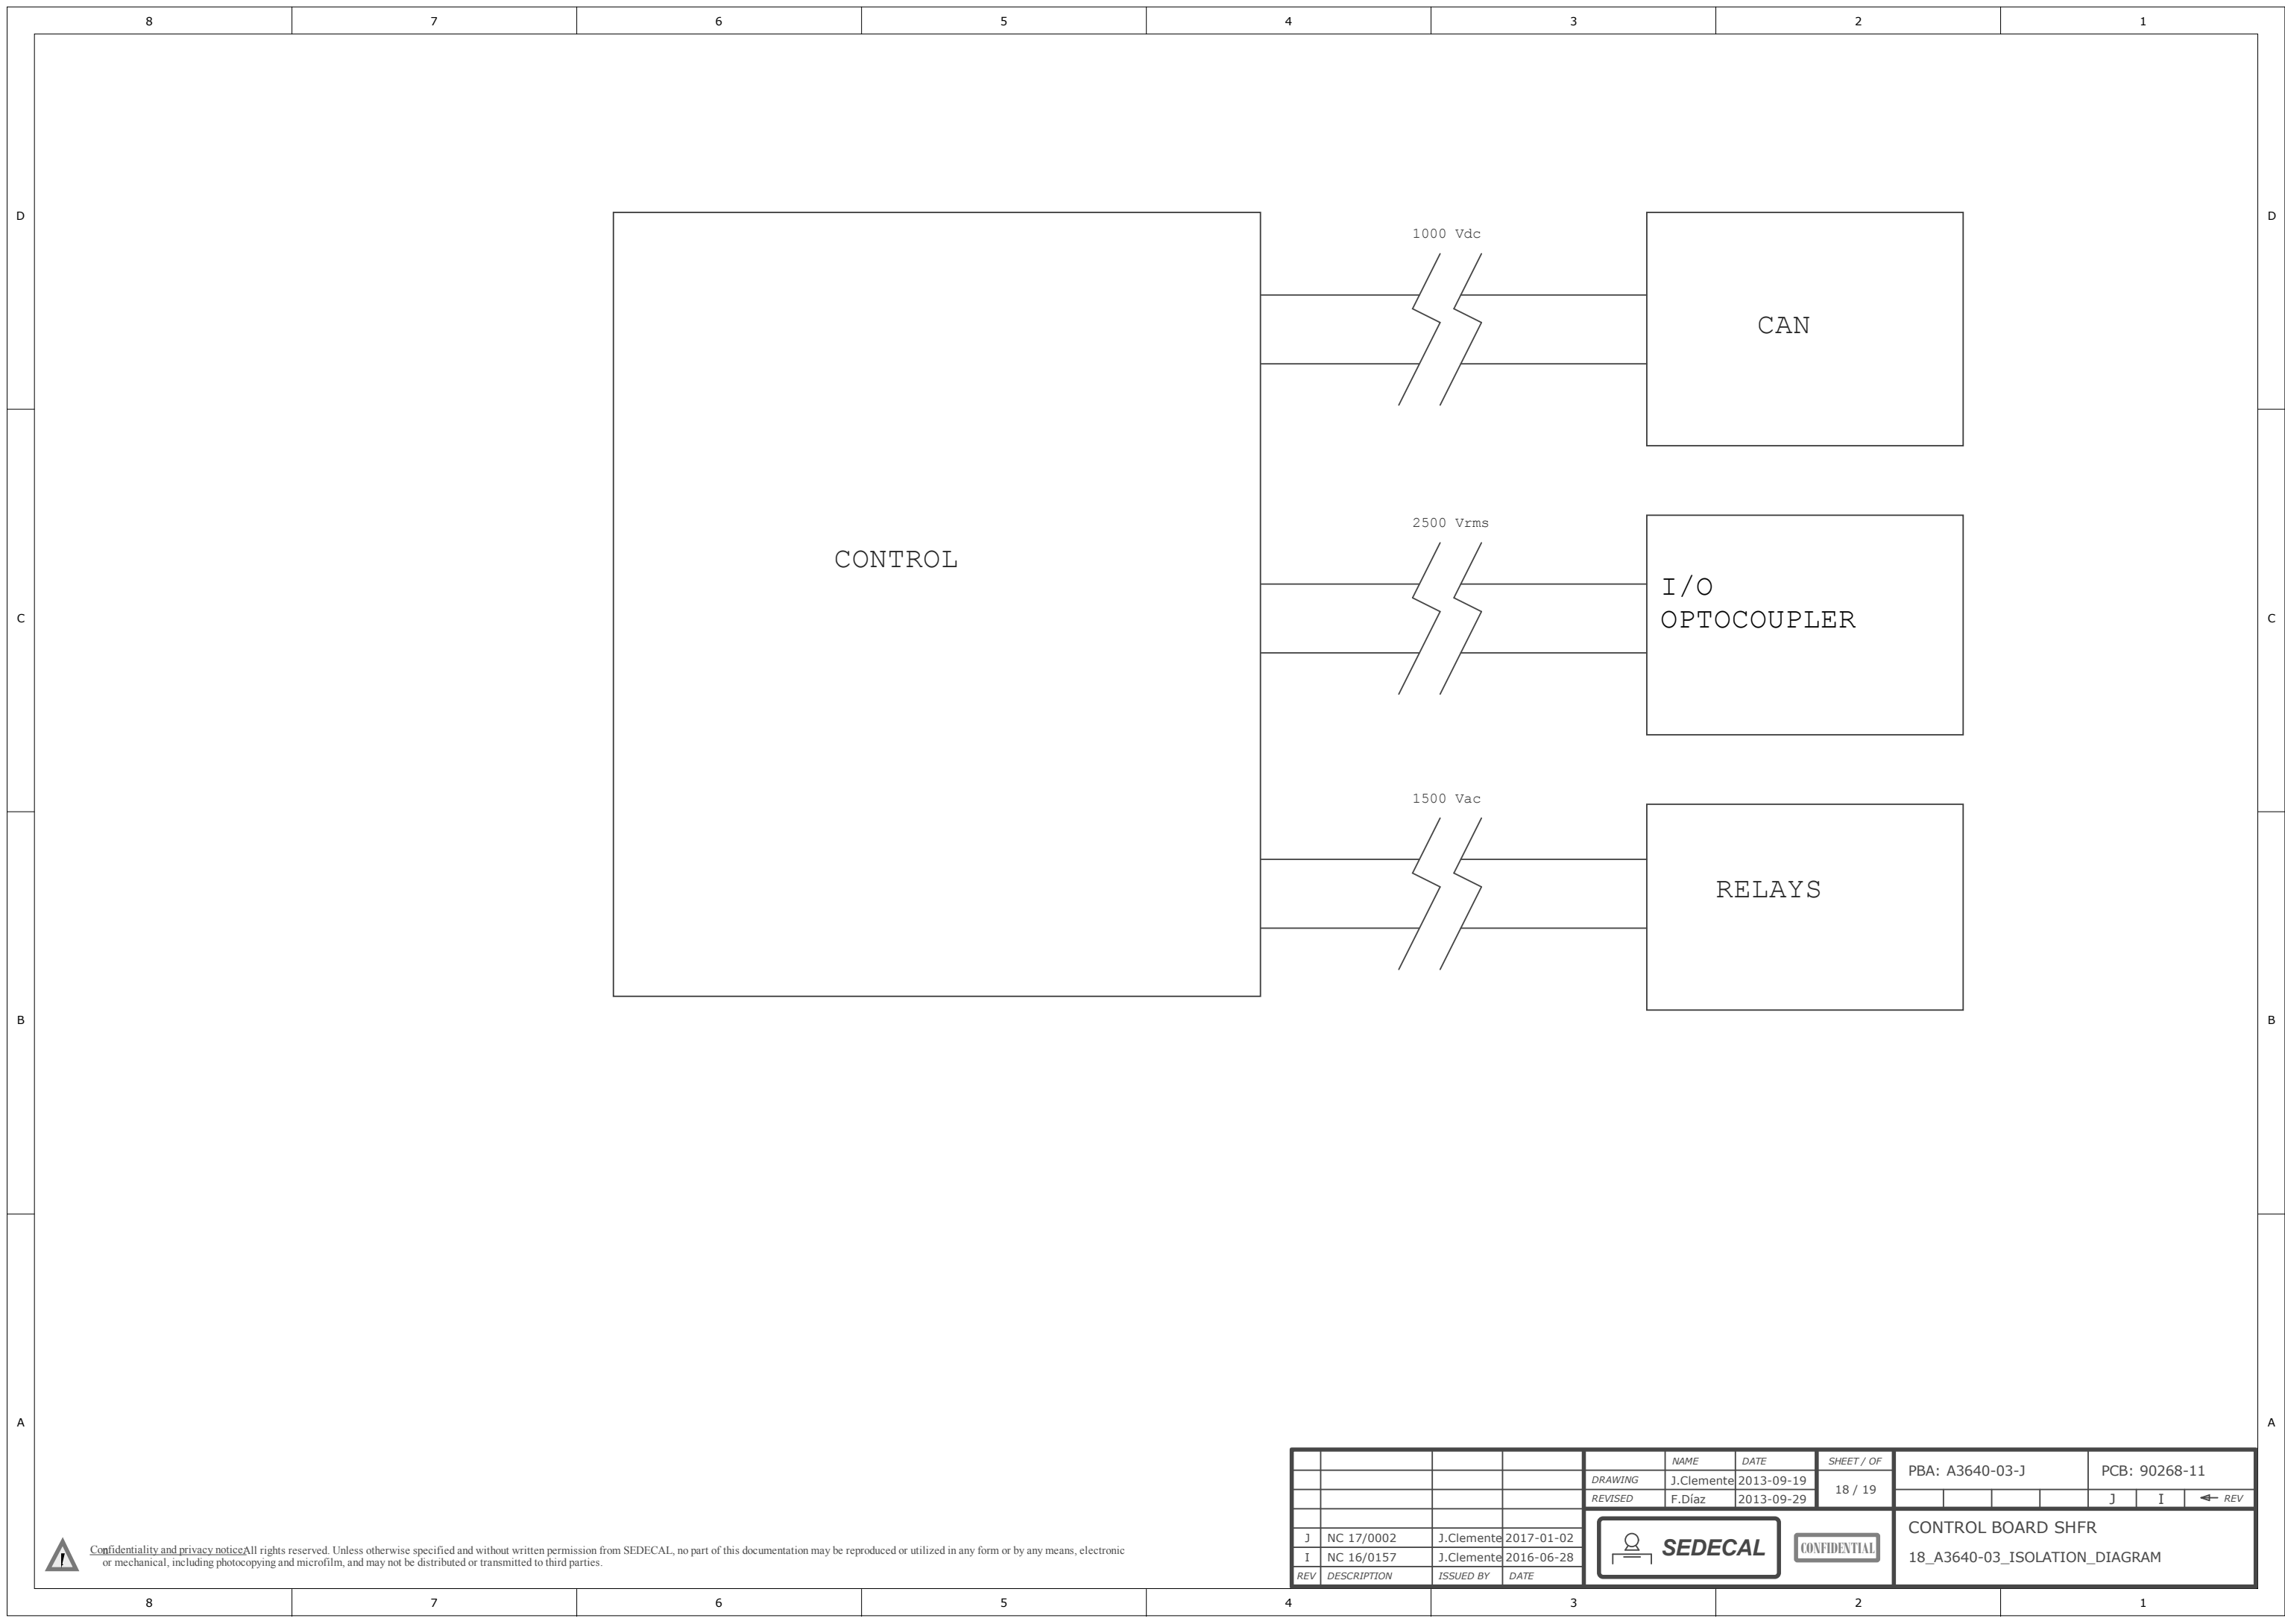 8 7 6 5 4 3 2 1
D D
1000 Vdc
CAN
2500 Vrms
CONTROL
I/O
OPTOCOUPLER
C C
1500 Vac
RELAYS
B B
A A
NAME DATE SHEET / OF
DRAWING J.Clemente 2013-09-19
REVISED F.Díaz 2013-09-29
18 / 19
PBA: A3640-03-J PCB: 90268-11
J I REV
J NC 17/0002 J.Clemente 2017-01-02
I NC 16/0157 J.Clemente 2016-06-28
REV DESCRIPTION ISSUED BY DATE
SEDECAL
CONFIDENTIAL
CONTROL BOARD SHFR
18_A3640-03_ISOLATION_DIAGRAM
Confidentiality and privacy notice: All rights reserved. Unless otherwise specified and without written permission from SEDECAL, no part of this documentation may be reproduced or utilized in any form or by any means, electronic
or mechanical, including photocopying and microfilm, and may not be distributed or transmitted to third parties.
8 7 6 5 4 3 2 1